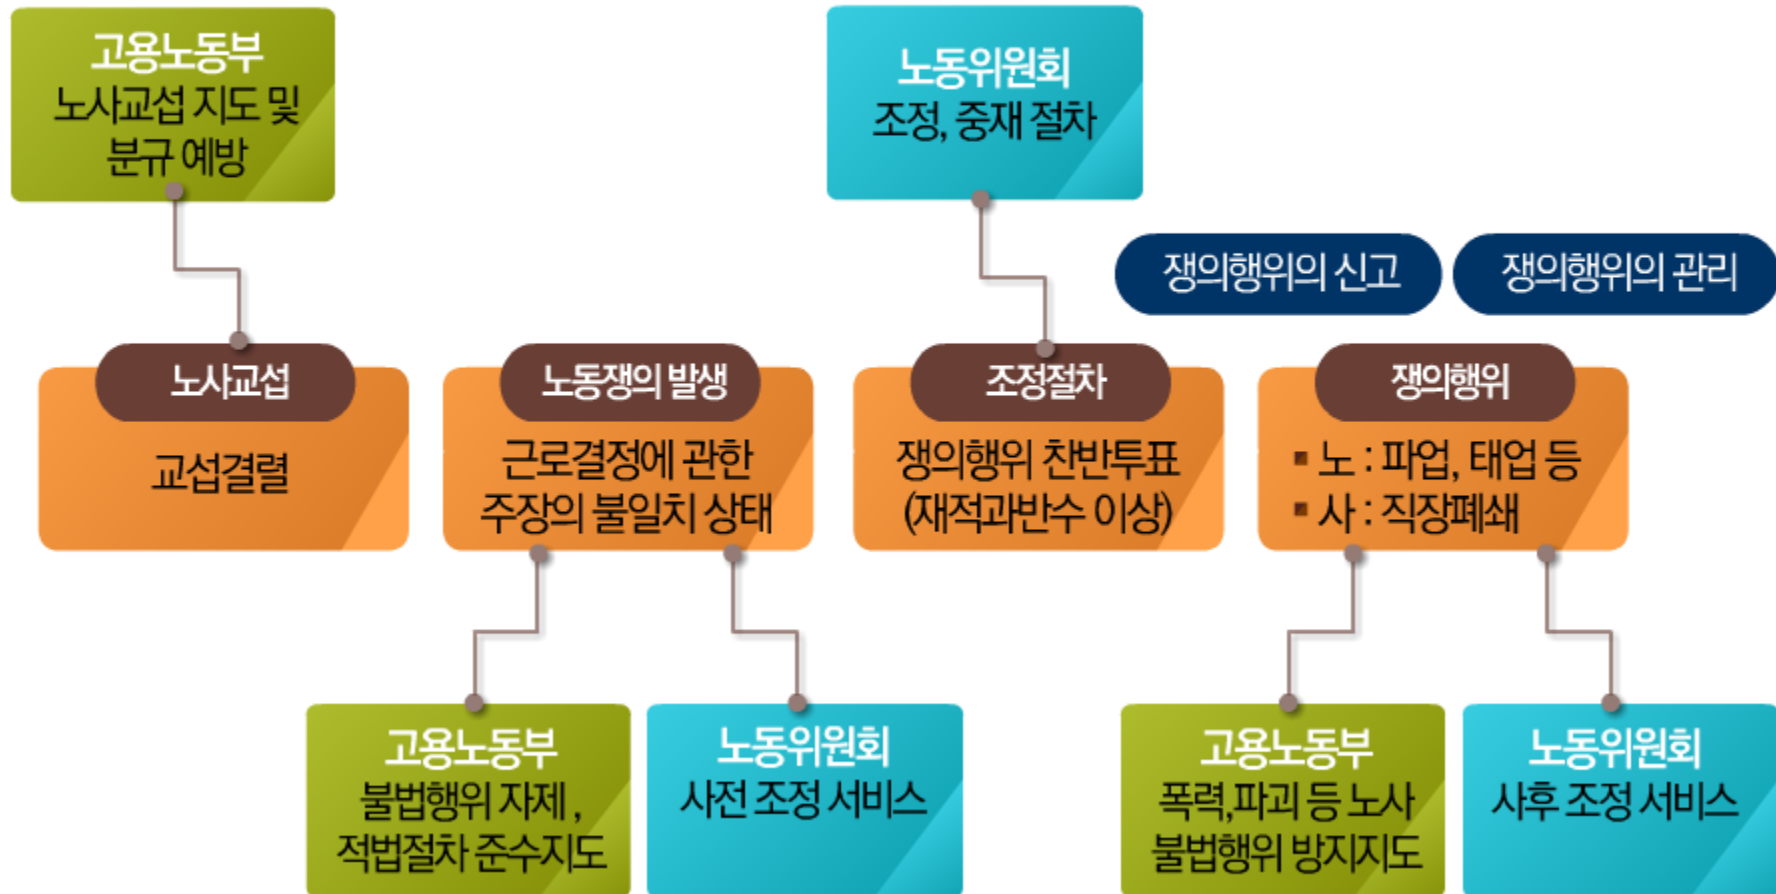 고용노동부
노사교섭 지도 및
분규 예방
노동위원회
조정, 중재 절차
쟁의행위의 신고
쟁의행위의 관리
노사교섭
교섭결렬
노동쟁의 발생
근로결정에 관한
주장의 불일치 상태
조정절차
쟁의행위 찬반투표
(재적과반수 이상)
쟁의행위
▪ 노 : 파업, 태업 등
▪ 사 : 직장폐쇄
고용노동부
불법행위 자제 ,
적법절차 준수지도
노동위원회
사전 조정 서비스
고용노동부
폭력,파괴 등 노사
불법행위 방지지도
노동위원회
사후 조정 서비스